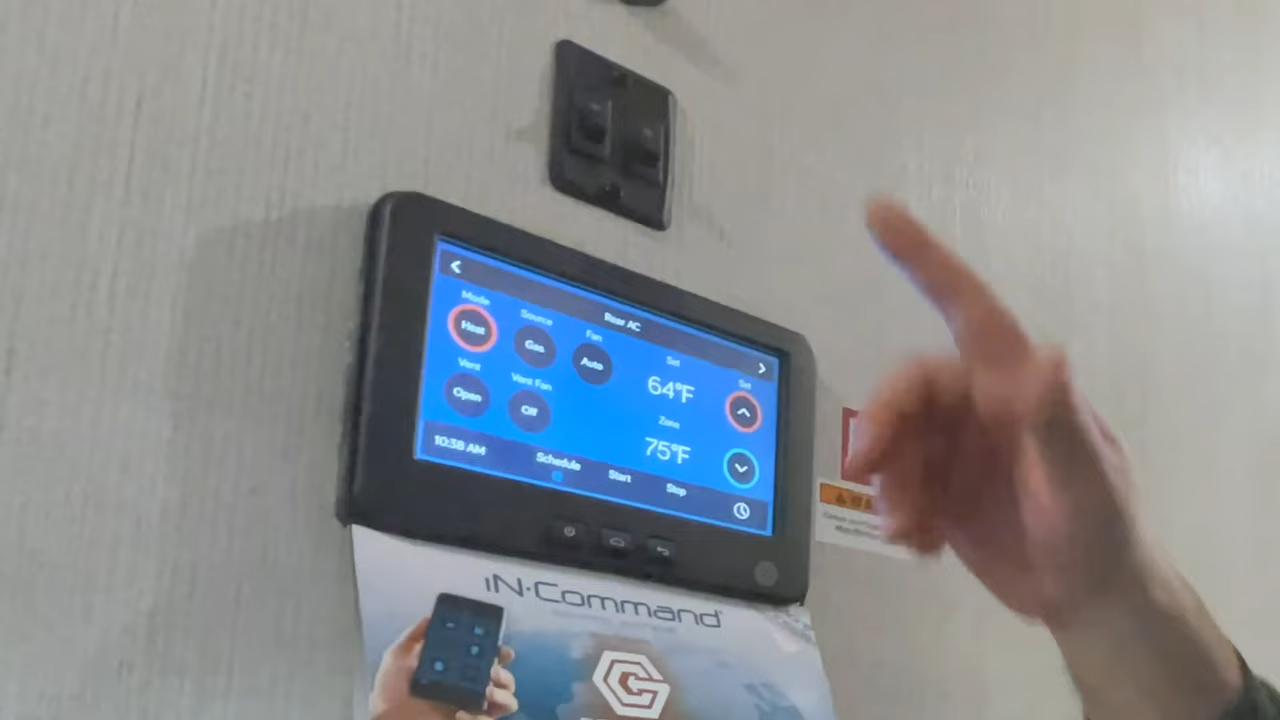 Rear AC
Mode
Source
Fan
Set
Set
Heat
Gas
Auto
64°F
Vent
Vent Fan
Zone
Open
Off
75°F
10:38 AM
Schedule
Start
Stop
iN·Command